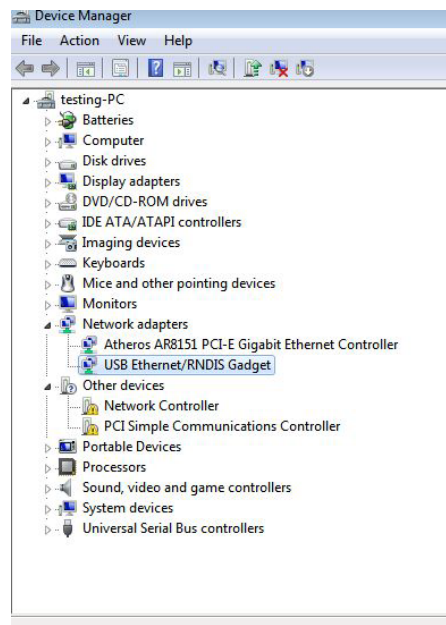 Device Manager
File Action View Help
testing-PC
Batteries
Computer
Disk drives
Display adapters
DVD/CD-ROM drives
IDE ATA/ATAPI controllers
Imaging devices
Keyboards
Mice and other pointing devices
Monitors
Network adapters
Atheros AR8151 PCI-E Gigabit Ethernet Controller
USB Ethernet/RNDIS Gadget
Other devices
Network Controller
PCI Simple Communications Controller
Portable Devices
Processors
Sound, video and game controllers
System devices
Universal Serial Bus controllers